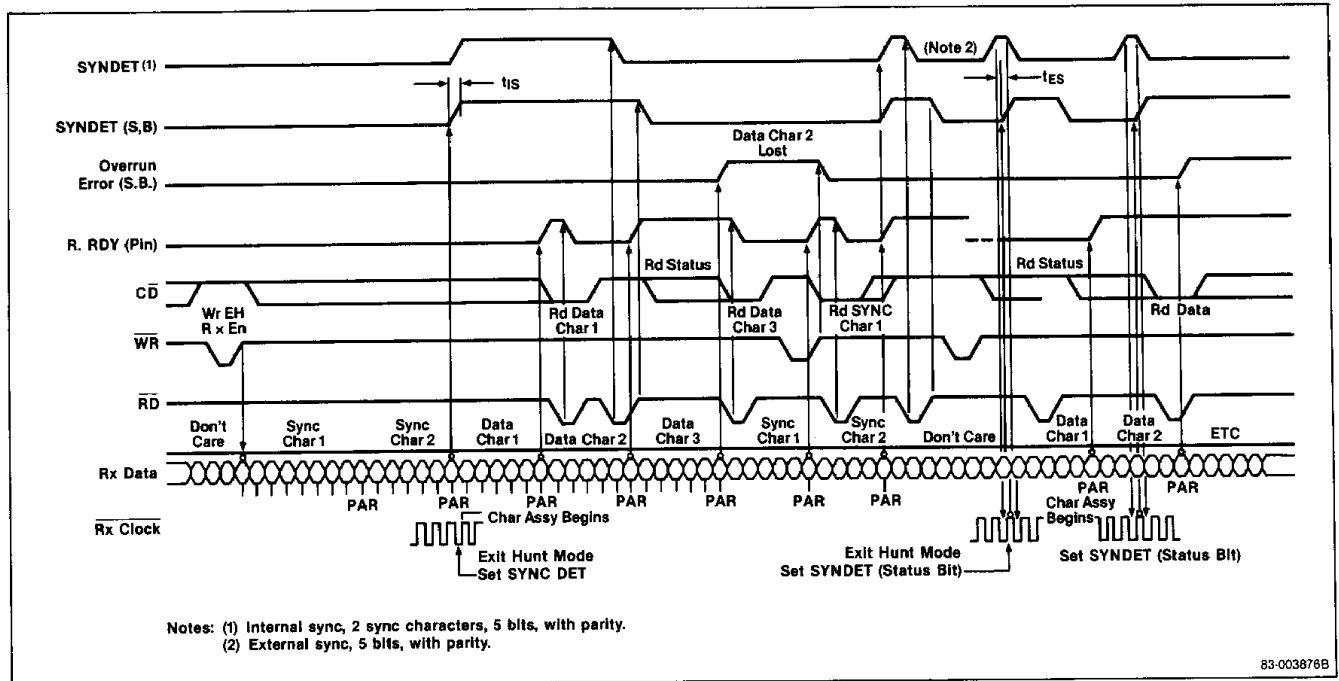 SYNDET (1)
(Note 2)
tIS
tES
SYNDET (S,B)
Data Char 2
Lost
Overrun
Error (S.B.)
R. RDY (Pin)
Rd Status
Rd Status
CD
Wr EH
R x En
Rd Data
Char 1
Rd Data
Char 3
Rd SYNC
Char 1
Rd Data
WR
RD
Don't
Care
Sync
Char 1
Sync
Char 2
Data
Char 1
Data Char 2
Data
Char 3
Sync
Char 1
Sync
Char 2
Don't Care
Data
Char 1
Data
Char 2
ETC
Rx Data
PAR
PAR
PAR
PAR
PAR
PAR
PAR
PAR
PAR
Rx Clock
Char Assy Begins
Char Assy
Begins
Exit Hunt Mode
Set SYNC DET
Exit Hunt Mode
Set SYNDET (Status Bit)
Set SYNDET (Status Bit)
Notes: (1) Internal sync, 2 sync characters, 5 bits, with parity.
(2) External sync, 5 bits, with parity.
83-003876B